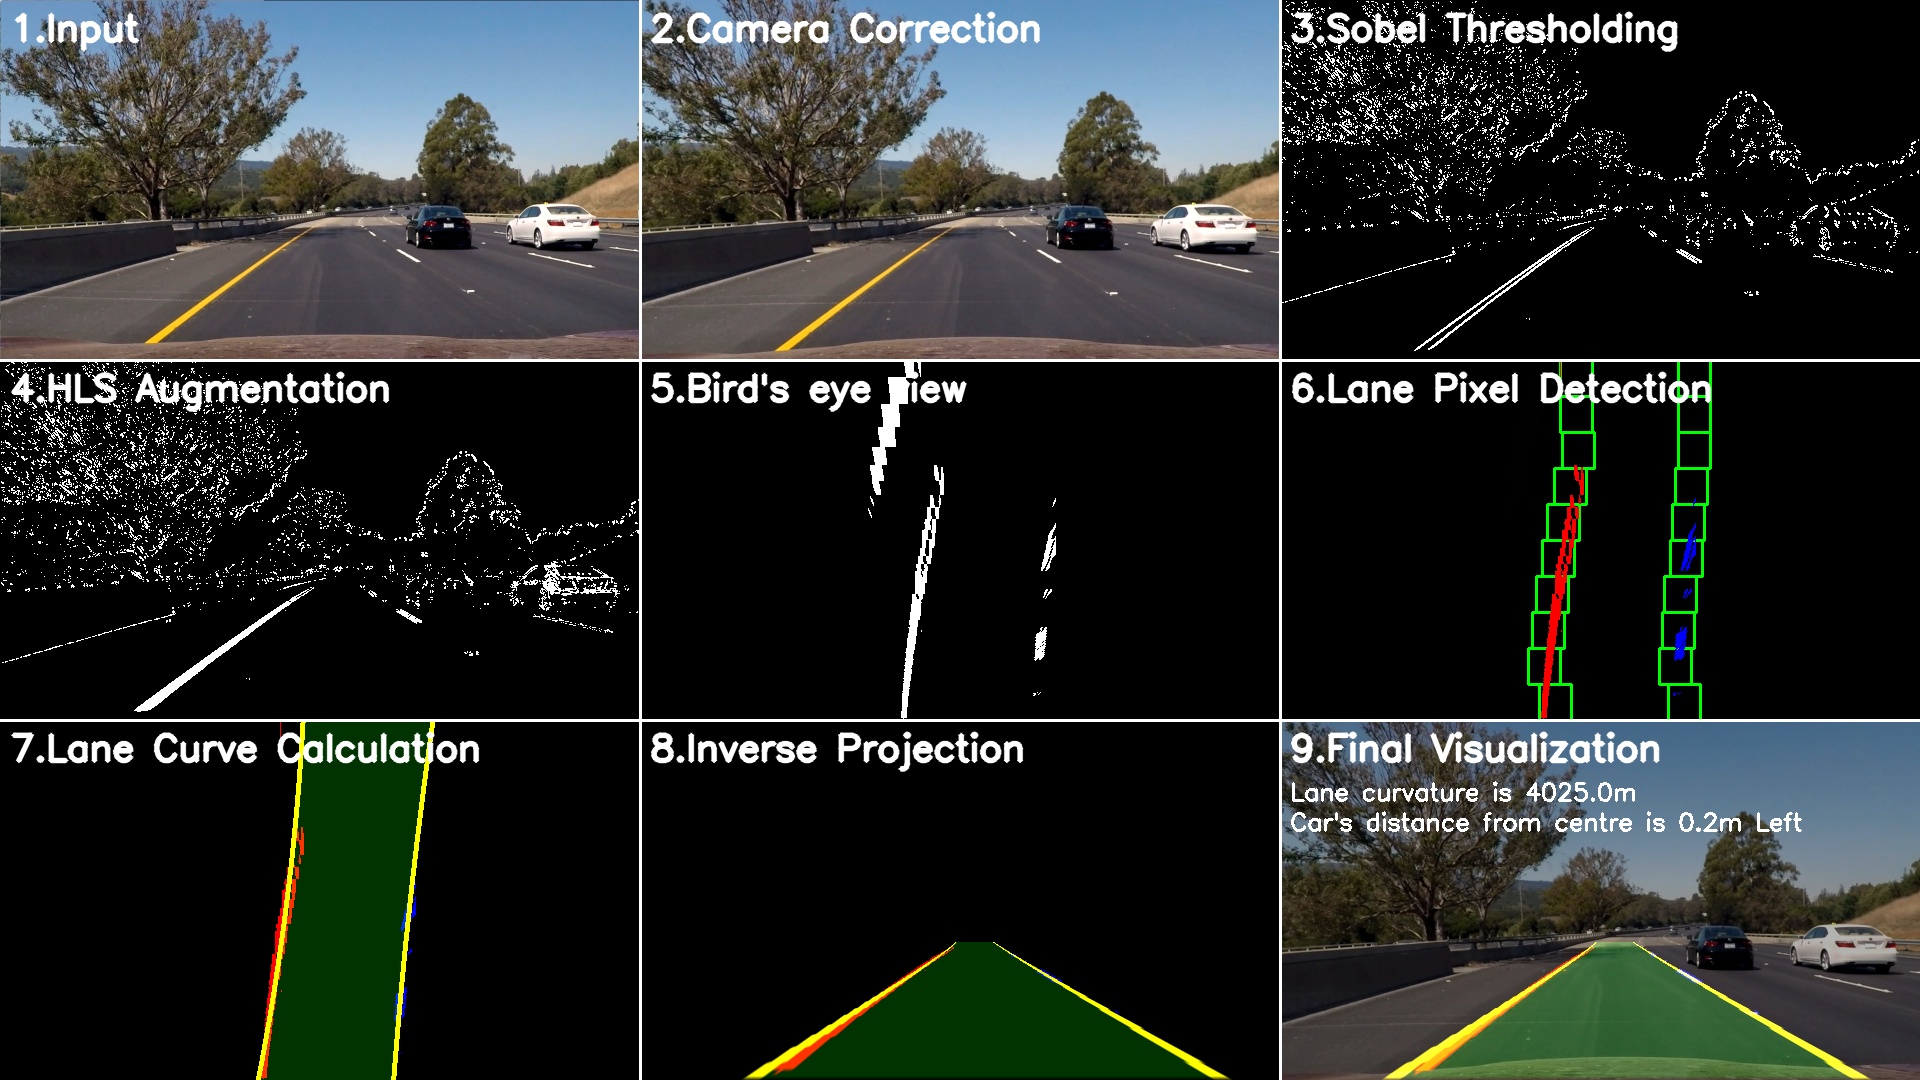 1.Input
2.Camera Correction
3.Sobel Thresholding
4.HLS Augmentation
5.Bird's eye view
6.Lane Pixel Detection
7.Lane Curve Calculation
8.Inverse Projection
9.Final Visualization
Lane curvature is 4025.0m
Car's distance from centre is 0.2m Left